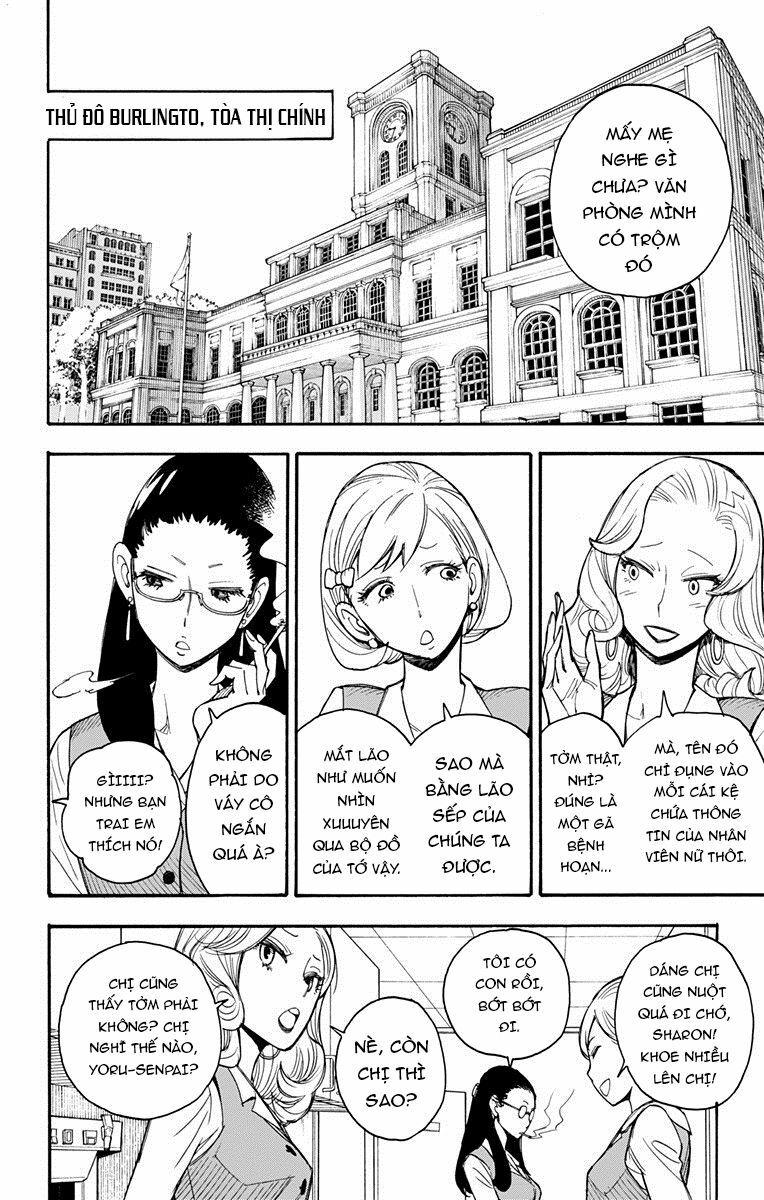 THỦ ĐÔ BURLINGTO, TÒA THỊ CHÍNH
MẤY MẸ
NGHE GÌ
CHƯA? VĂN
PHÒNG MÌNH
CÓ TRỘM
ĐÓ
MÀ, TÊN ĐÓ
CHỈ ĐỤNG VÀO
MỖI CÁI KỆ
CHỨA THÔNG
TIN CỦA NHÂN
VIÊN NỮ THÔI.
TỞM THẬT,
NHỈ?
ĐÚNG LÀ
MỘT GÃ
BỆNH
HOẠN...
SAO MÀ
BẰNG LÃO
SẾP CỦA
CHÚNG TA
ĐƯỢC.
MẮT LÃO
NHƯ MUỐN
NHÌN
XUUUYÊN
QUA BỘ ĐỒ
CỦA TỚ VẬY.
KHÔNG
PHẢI DO
VÁY CÔ
NGẮN
QUÁ À?
GÌIIII?
NHƯNG BẠN
TRAI EM
THÍCH NÓ!
DÁNG CHỊ
CŨNG NUỘT
QUÁ ĐI CHỚ,
SHARON!
KHOE NHIỀU
LÊN CHỊ!
TÔI CÓ
CON RỒI,
BỚT BỚT
ĐI.
NÈ, CÒN
CHỊ THÌ
SAO?
CHỊ CŨNG
THẤY TỞM PHẢI
KHÔNG? CHỊ
NGHĨ THẾ NÀO,
YORU-SENPAI?